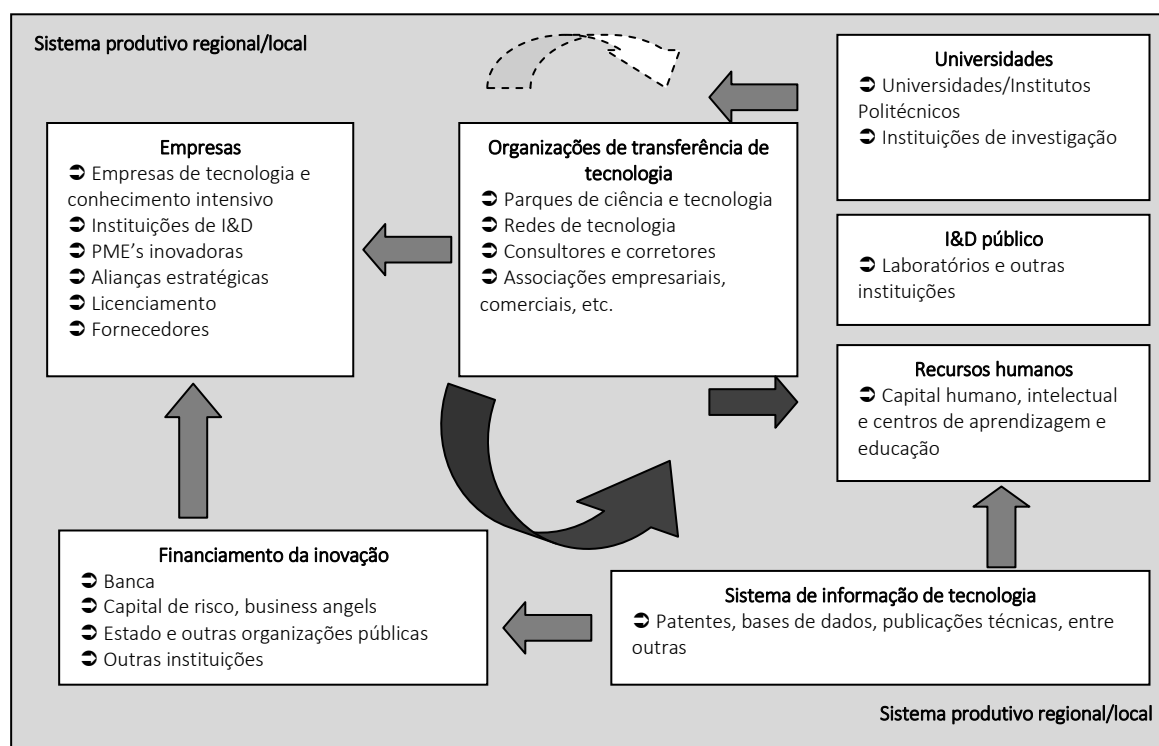 Sistema produtivo regional/local
Empresas
➲ Empresas de tecnologia e
conhecimento intensivo
➲ Instituições de I&D
➲ PME's inovadoras
➲ Alianças estratégicas
➲ Licenciamento
➲ Fornecedores
Organizações de transferência de
tecnologia
➲ Parques de ciência e tecnologia
➲ Redes de tecnologia
➲ Consultores e corretores
➲ Associações empresariais,
comerciais, etc.
Universidades
➲ Universidades/Institutos
Politécnicos
➲ Instituições de investigação
I&D público
➲ Laboratórios e outras
instituições
Recursos humanos
➲ Capital humano, intelectual
e centros de aprendizagem e
educação
Financiamento da inovação
➲ Banca
➲ Capital de risco, business angels
➲ Estado e outras organizações públicas
➲ Outras instituições
Sistema de informação de tecnologia
➲ Patentes, bases de dados, publicações técnicas, entre
outras
Sistema produtivo regional/local